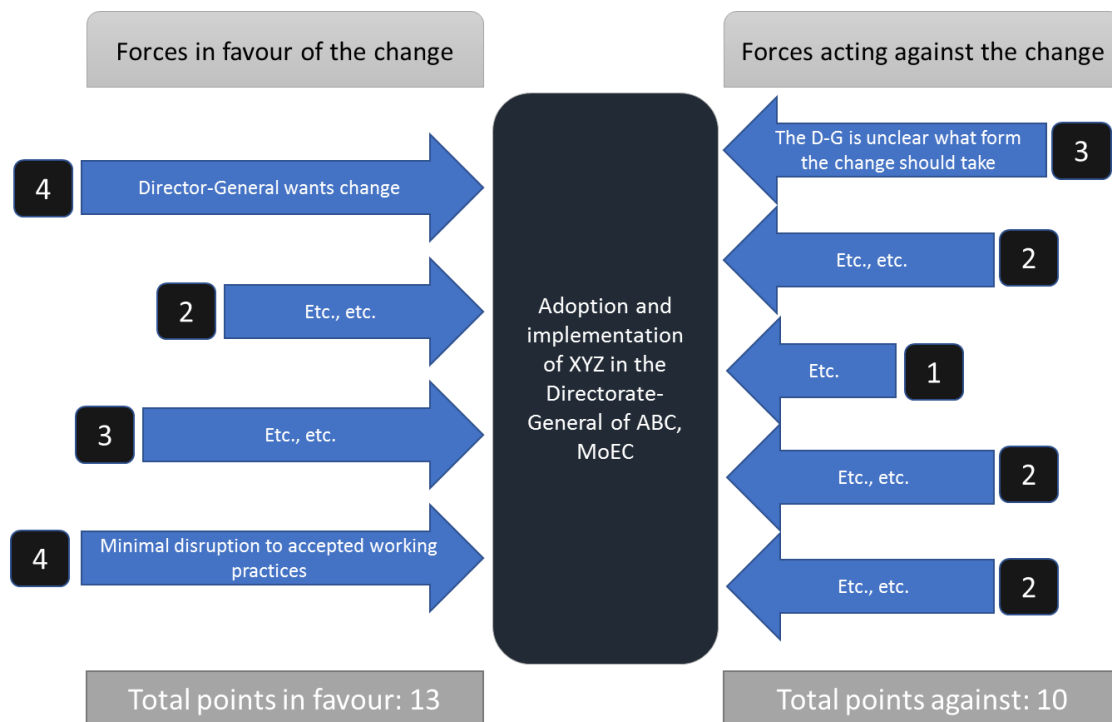 Forces in favour of the change
Forces acting against the change
4
Director-General wants change
2
Etc., etc.
3
Etc., etc.
4
Minimal disruption to accepted working
practices
Adoption and
implementation
of XYZ in the
Directorate-
General of ABC,
MoEC
The D-G is unclear what form
the change should take
3
Etc., etc.
2
Etc.
1
Etc., etc.
2
Etc., etc.
2
Total points in favour: 13
Total points against: 10